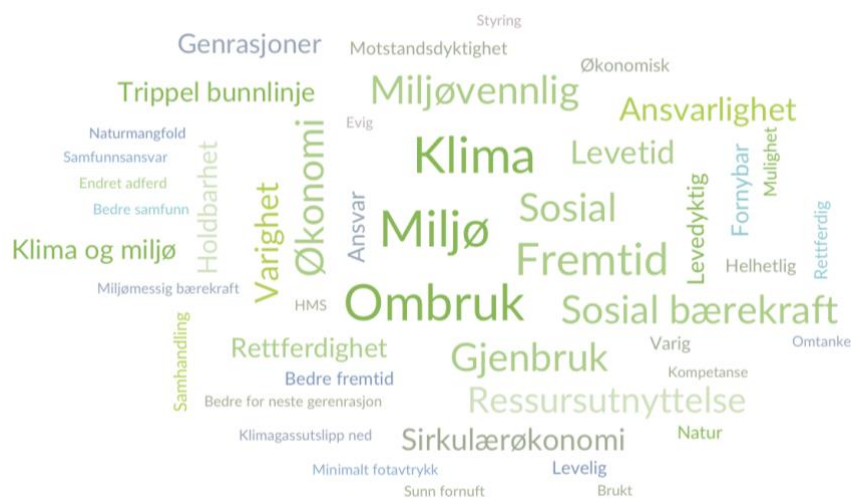 Styring
Genrasjoner
Motstandsdyktighet
Økonomisk
Trippel bunnlinje
Miljøvennlig
Ansvarlighet
Naturmangfold
Evig
Samfunnsansvar
Holdbarhet
Økonomi
Klima
Levetid
Fornybar
Mulighet
Endret adferd
Varighet
Ansvar
Bedre samfunn
Miljø
Sosial
Levedyktig
Rettferdig
Klima og miljø
Fremtid
Helhetlig
Miljømessig bærekraft
HMS
Ombruk
Sosial bærekraft
Samhandling
Rettferdighet
Gjenbruk
Varig
Omtanke
Bedre fremtid
Kompetanse
Bedre for neste gerenrasjon
Ressursutnyttelse
Klimagassutslipp ned
Sirkulærøkonomi
Natur
Minimalt fotavtrykk
Levelig
Sunn fornuft
Brukt